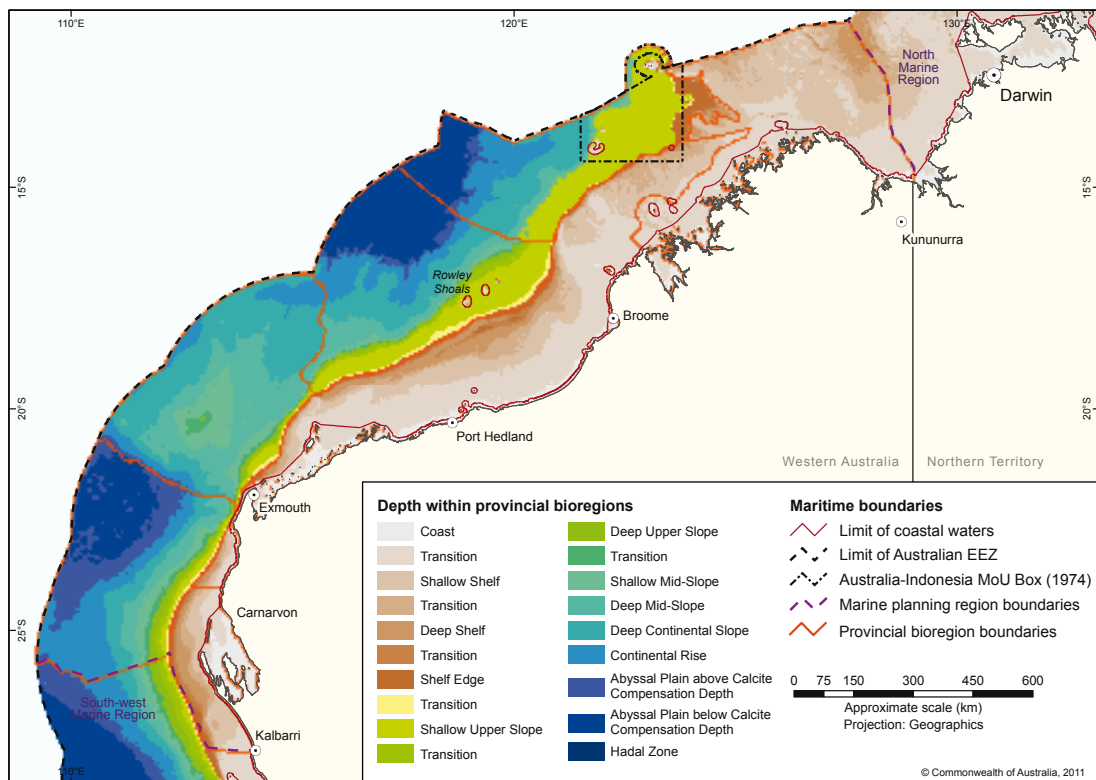 110°E
120°E
130°E
North
Marine
Region
Darwin
15°S
15°S
Kununurra
Rowley
Shoals
Broome
20°S
20°S
Port Hedland
Western Australia
Northern Territory
Exmouth
Carnarvon
25°S
South-west
Marine Region
Kalbarri
110°E
Depth within provincial bioregions
Coast
Transition
Shallow Shelf
Transition
Deep Shelf
Transition
Shelf Edge
Transition
Shallow Upper Slope
Transition
Deep Upper Slope
Transition
Shallow Mid-Slope
Deep Mid-Slope
Deep Continental Slope
Continental Rise
Abyssal Plain above Calcite
Compensation Depth
Abyssal Plain below Calcite
Compensation Depth
Hadal Zone
Maritime boundaries
Limit of coastal waters
Limit of Australian EEZ
Australia-Indonesia MoU Box (1974)
Marine planning region boundaries
Provincial bioregion boundaries
0 75 150 300 450 600
Approximate scale (km)
Projection: Geographics
© Commonwealth of Australia, 2011